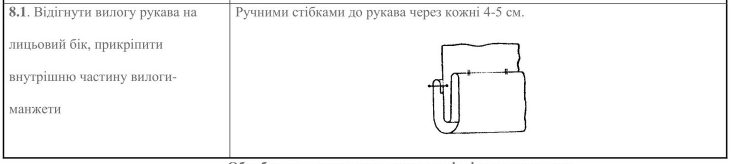 8.1. Відігнути вилогу рукава на
лицьовий бік, прикріпити
внутрішню частину вилоги-
манжети
Ручними стібками до рукава через кожні 4-5 см.